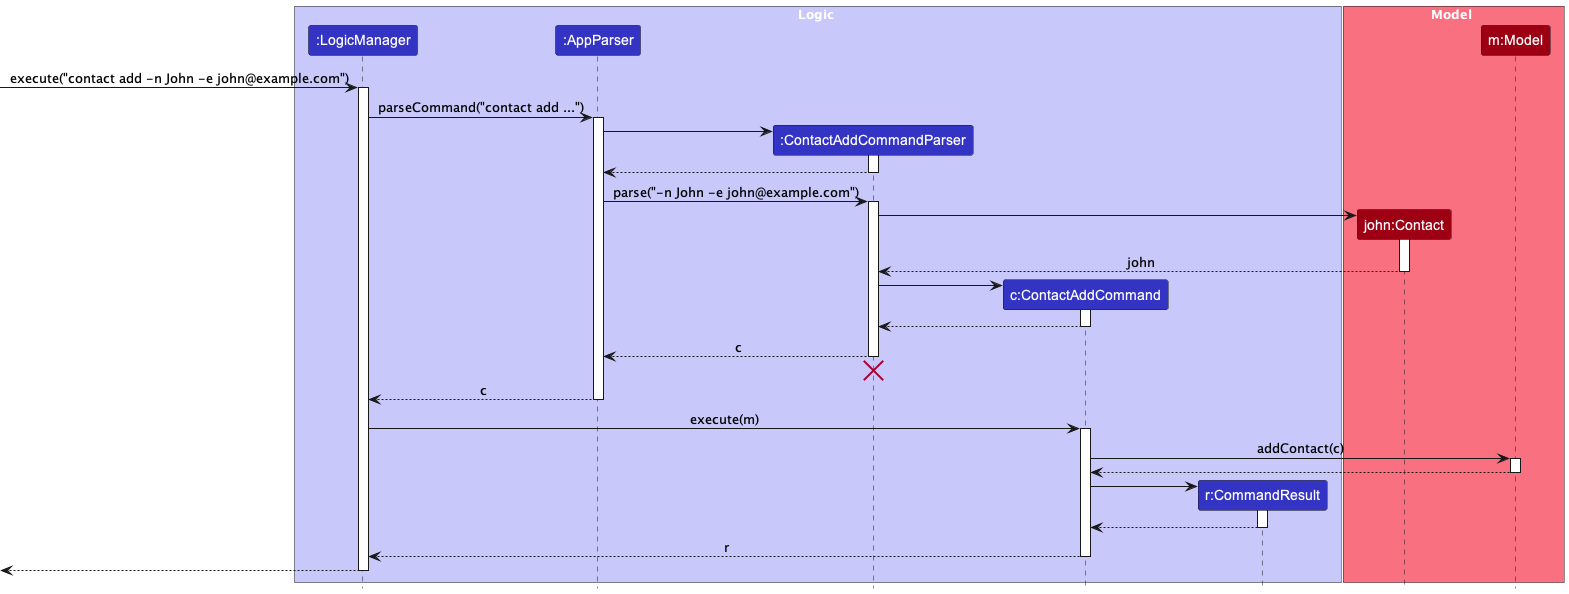 Logic
Model
:LogicManager
:AppParser
m:Model
execute("contact add -n John -e john@example.com")
parseCommand("contact add ...")
:ContactAddCommandParser
parse("-n John -e john@example.com")
john:Contact
john
c:ContactAddCommand
c
c
execute(m)
addContact(c)
r:CommandResult
r